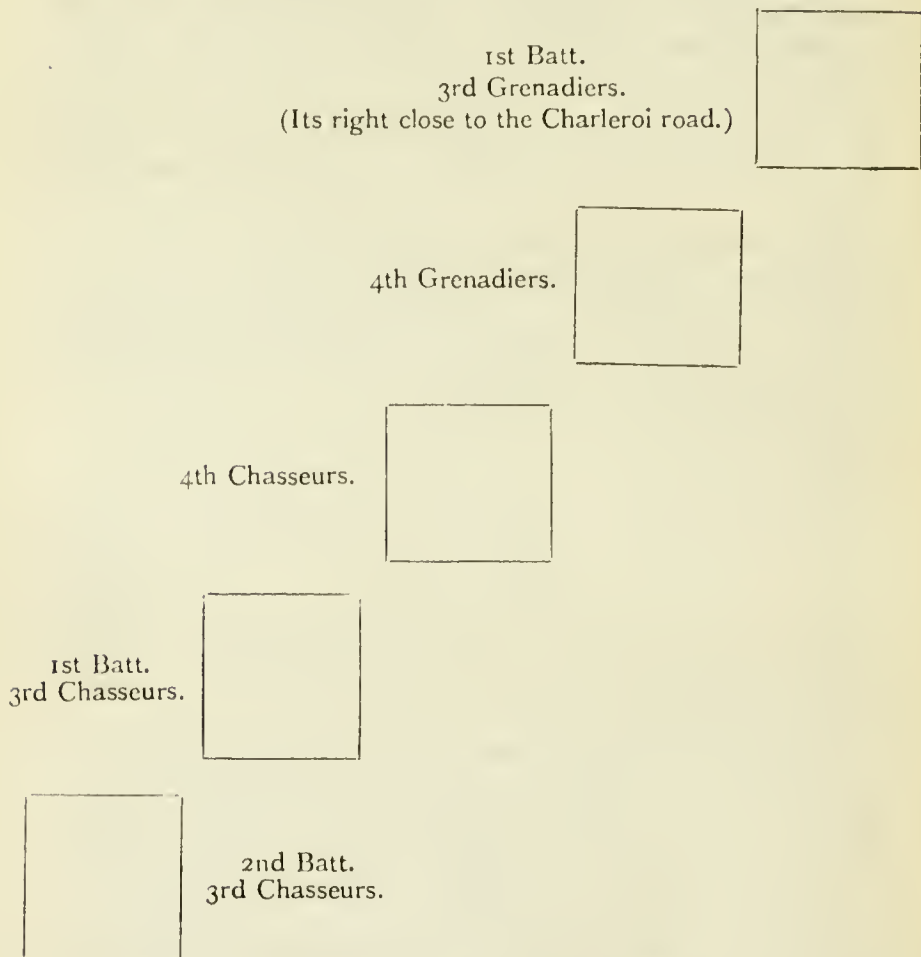 1st Batt.
3rd Grenadiers.
(Its right close to the Charleroi road.)
4th Grenadiers.
4th Chasseurs.
1st Batt.
3rd Chasseurs.
2nd Batt.
3rd Chasseurs.